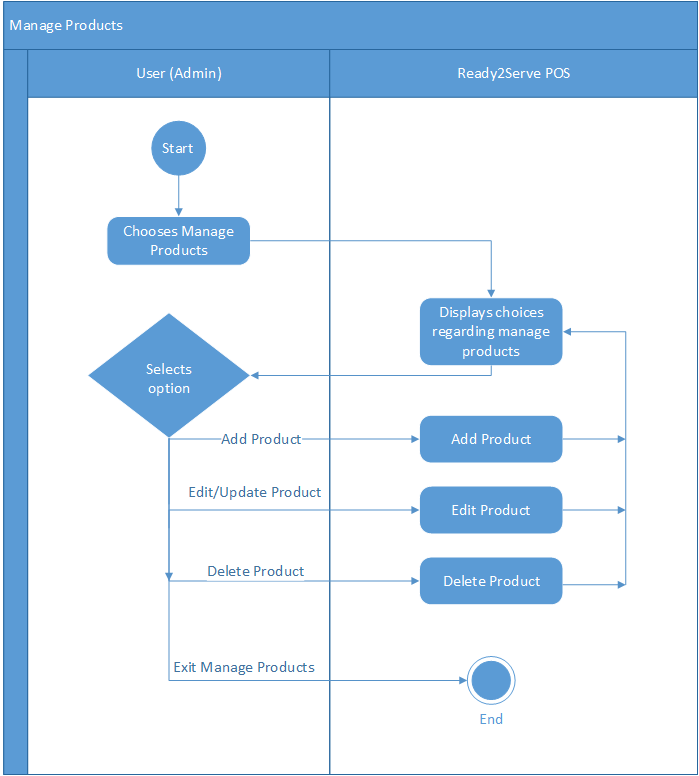 Manage Products
User (Admin)
Ready2Serve POS
Start
Chooses Manage
Products
Displays choices
regarding manage
products
Selects
option
Add Product
Add Product
Edit/Update Product
Edit Product
Delete Product
Delete Product
Exit Manage Products
End